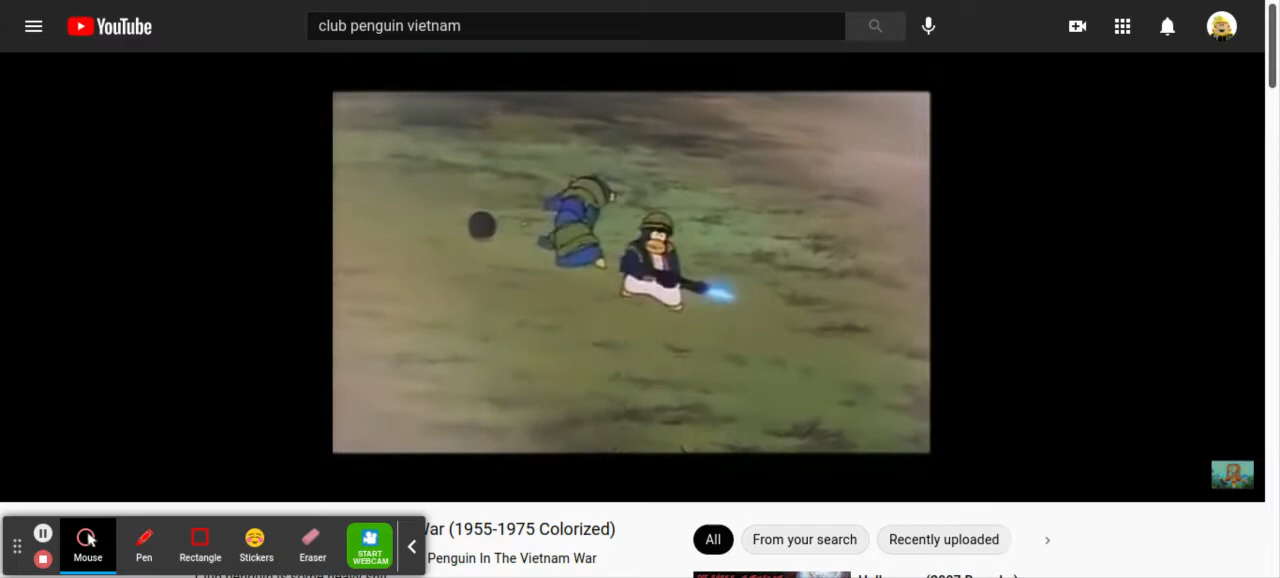 YouTube
club penguin vietnam
War (1955-1975 Colorized)
Penguin In The Vietnam War
All
From your search
Recently uploaded
Mouse
Pen
Rectangle
Stickers
Eraser
START
WEBCAM